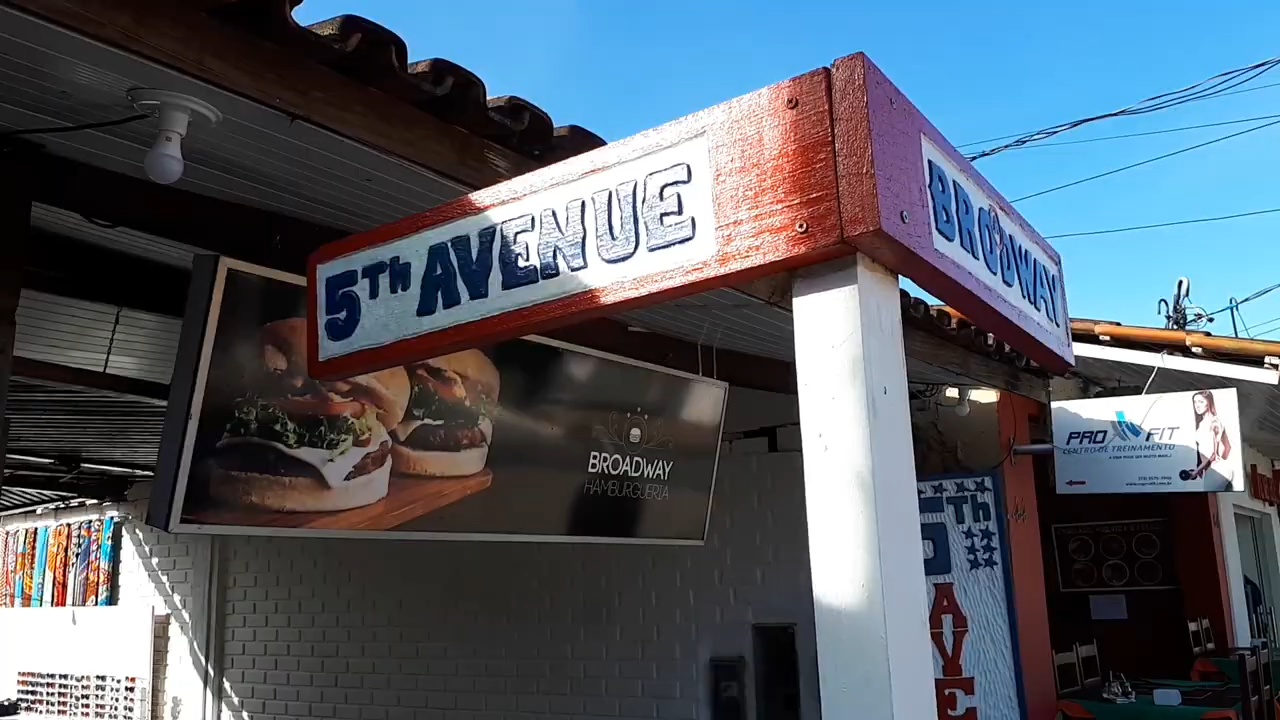 5Th AVENUE
BROADWAY
BROADWAY
HAMBURGUERIA
PRO FIT
CENTRO DE TREINAMENTO
5Th
AVE